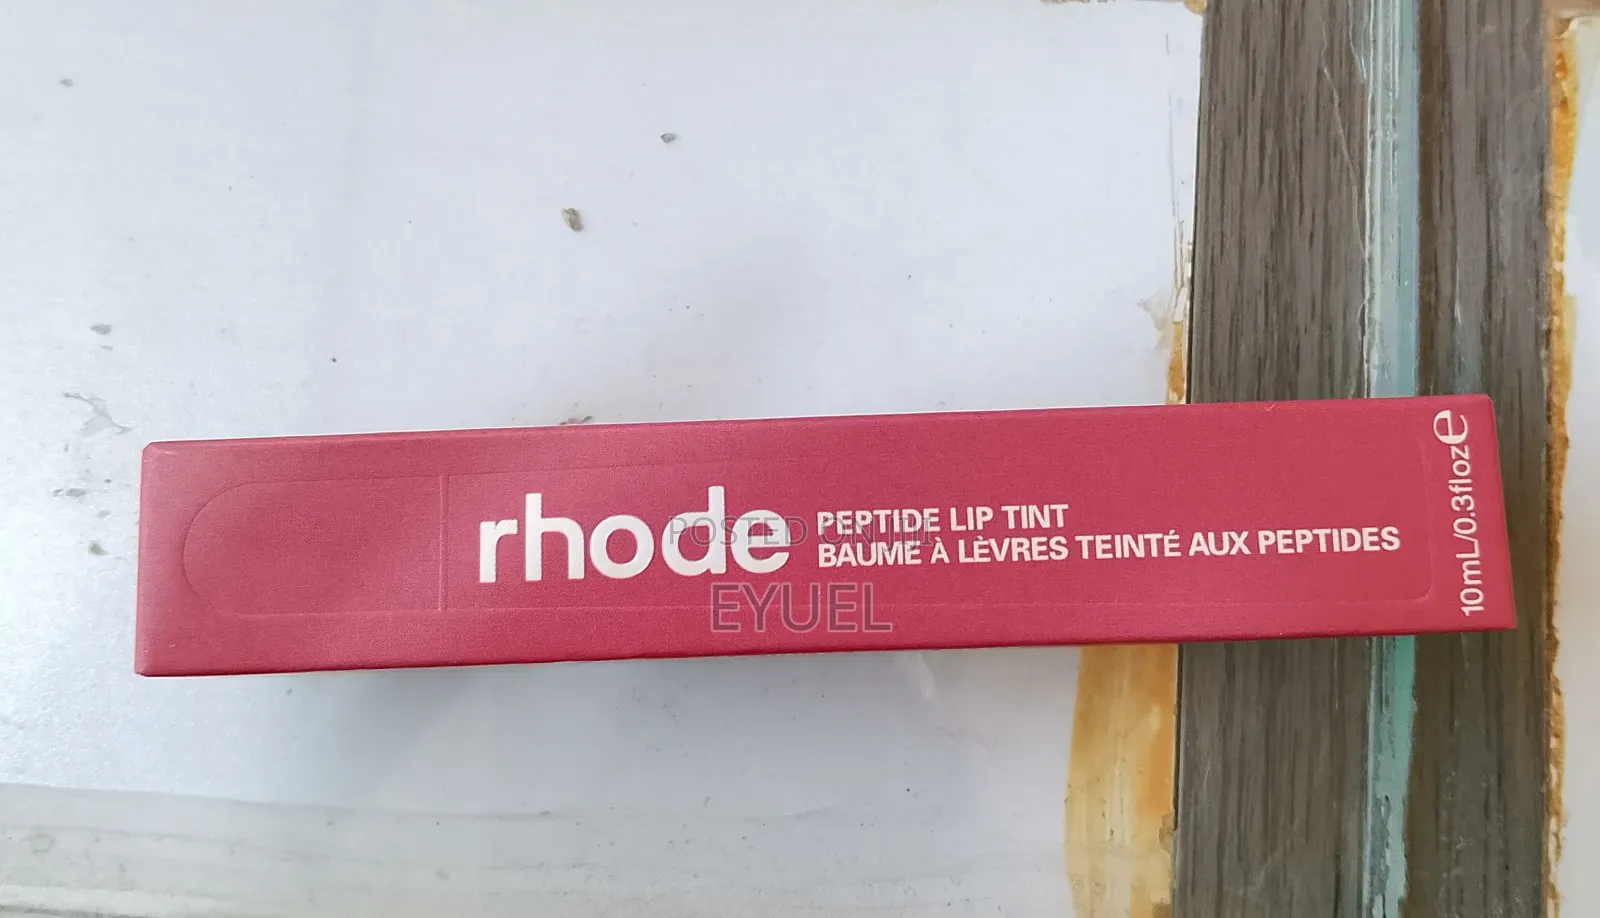 rhode
PEPTIDE LIP TINT
BAUME À LÈVRES TEINTÉ AUX PEPTIDES
10mL/0.3floz e
POSTED ON
EYUEL